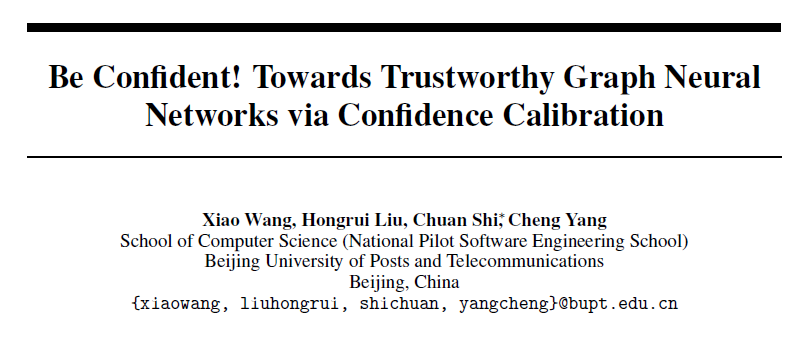 Be Confident! Towards Trustworthy Graph Neural
Networks via Confidence Calibration
Xiao Wang, Hongrui Liu, Chuan Shi,* Cheng Yang
School of Computer Science (National Pilot Software Engineering School)
Beijing University of Posts and Telecommunications
Beijing, China
{xiaowang, liuhongrui, shichuan, yangcheng}@bupt.edu.cn